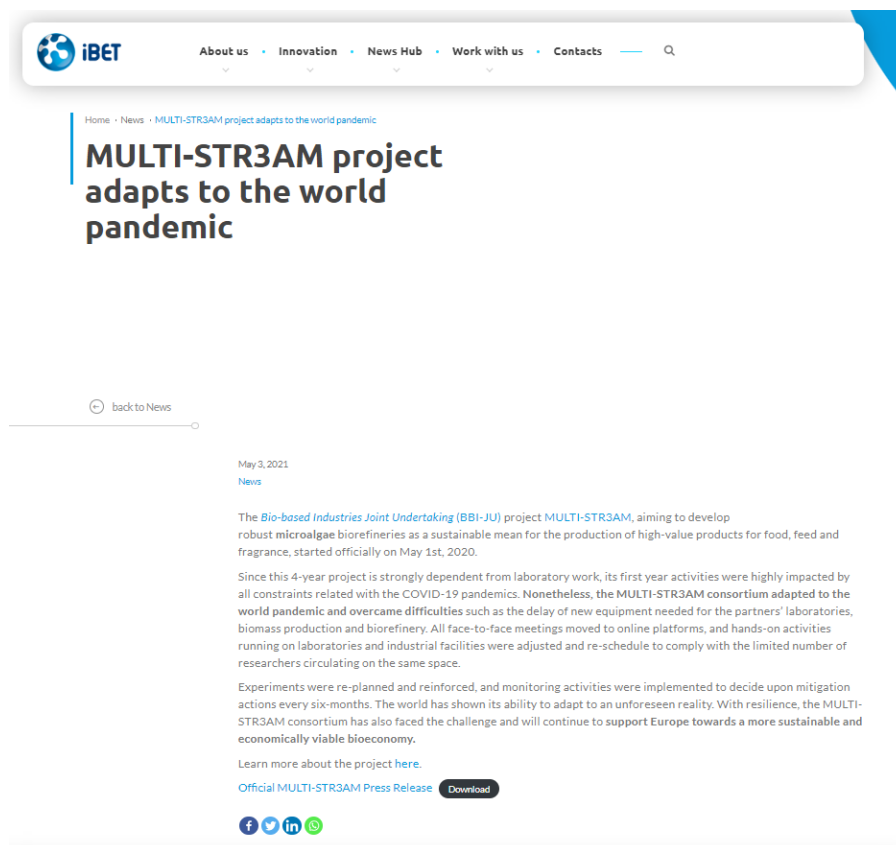 iBET
About us • Innovation • News Hub • Work with us • Contacts
Home • News • MULTI-STR3AM project adapts to the world pandemic
MULTI-STR3AM project
adapts to the world
pandemic
back to News
May 3, 2021
News
The Bio-based Industries Joint Undertaking (BBI-JU) project MULTI-STR3AM, aiming to develop
robust microalgae biorefineries as a sustainable mean for the production of high-value products for food, feed and
fragrance, started officially on May 1st, 2020.
Since this 4-year project is strongly dependent from laboratory work, its first year activities were highly impacted by
all constraints related with the COVID-19 pandemics. Nonetheless, the MULTI-STR3AM consortium adapted to the
world pandemic and overcame difficulties such as the delay of new equipment needed for the partners’ laboratories,
biomass production and biorefinery. All face-to-face meetings moved to online platforms, and hands-on activities
running on laboratories and industrial facilities were adjusted and re-schedule to comply with the limited number of
researchers circulating on the same space.
Experiments were re-planned and reinforced, and monitoring activities were implemented to decide upon mitigation
actions every six-months. The world has shown its ability to adapt to an unforeseen reality. With resilience, the MULTI-
STR3AM consortium has also faced the challenge and will continue to support Europe towards a more sustainable and
economically viable bioeconomy.
Learn more about the project here.
Official MULTI-STR3AM Press Release Download